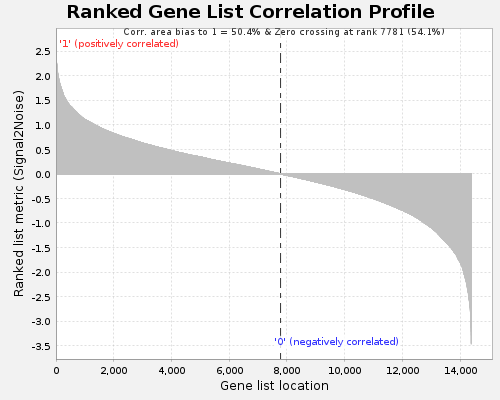 Ranked Gene List Correlation Profile
Corr. area bias to 1 = 50.4% & Zero crossing at rank 7781 (54.1%)
'1' (positively correlated)
2.5
2.0
1.5
1.0
0.5
0.0
-0.5
-1.0
-1.5
-2.0
-2.5
-3.0
-3.5
Ranked list metric (Signal2Noise)
'0' (negatively correlated)
0 2,000 4,000 6,000 8,000 10,000 12,000 14,000
Gene list location